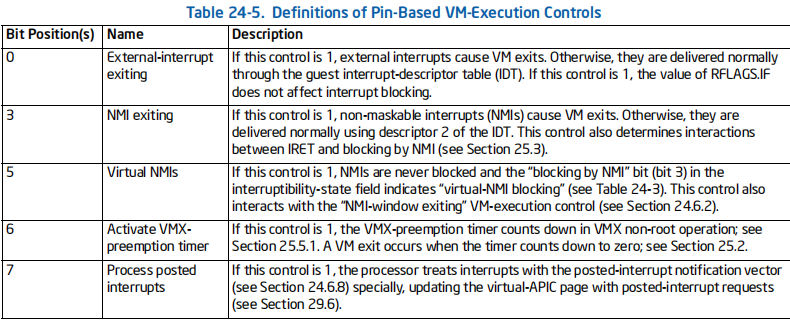 Table 24-5. Definitions of Pin-Based VM-Execution Controls
Bit Position(s) Name Description
0 External-interrupt exiting If this control is 1, external interrupts cause VM exits. Otherwise, they are delivered normally
through the guest interrupt-descriptor table (IDT). If this control is 1, the value of RFLAGS.IF
does not affect interrupt blocking.
3 NMI exiting If this control is 1, non-maskable interrupts (NMIs) cause VM exits. Otherwise, they are
delivered normally using descriptor 2 of the IDT. This control also determines interactions
between IRET and blocking by NMI (see Section 25.3).
5 Virtual NMIs If this control is 1, NMIs are never blocked and the “blocking by NMI” bit (bit 3) in the
interruptibility-state field indicates “virtual-NMI blocking” (see Table 24-3). This control also
interacts with the “NMI-window exiting” VM-execution control (see Section 24.6.2).
6 Activate VMX-preemption timer If this control is 1, the VMX-preemption timer counts down in VMX non-root operation; see
Section 25.5.1. A VM exit occurs when the timer counts down to zero; see Section 25.2.
7 Process posted interrupts If this control is 1, the processor treats interrupts with the posted-interrupt notification vector
(see Section 24.6.8) specially, updating the virtual-APIC page with posted-interrupt requests
(see Section 29.6).